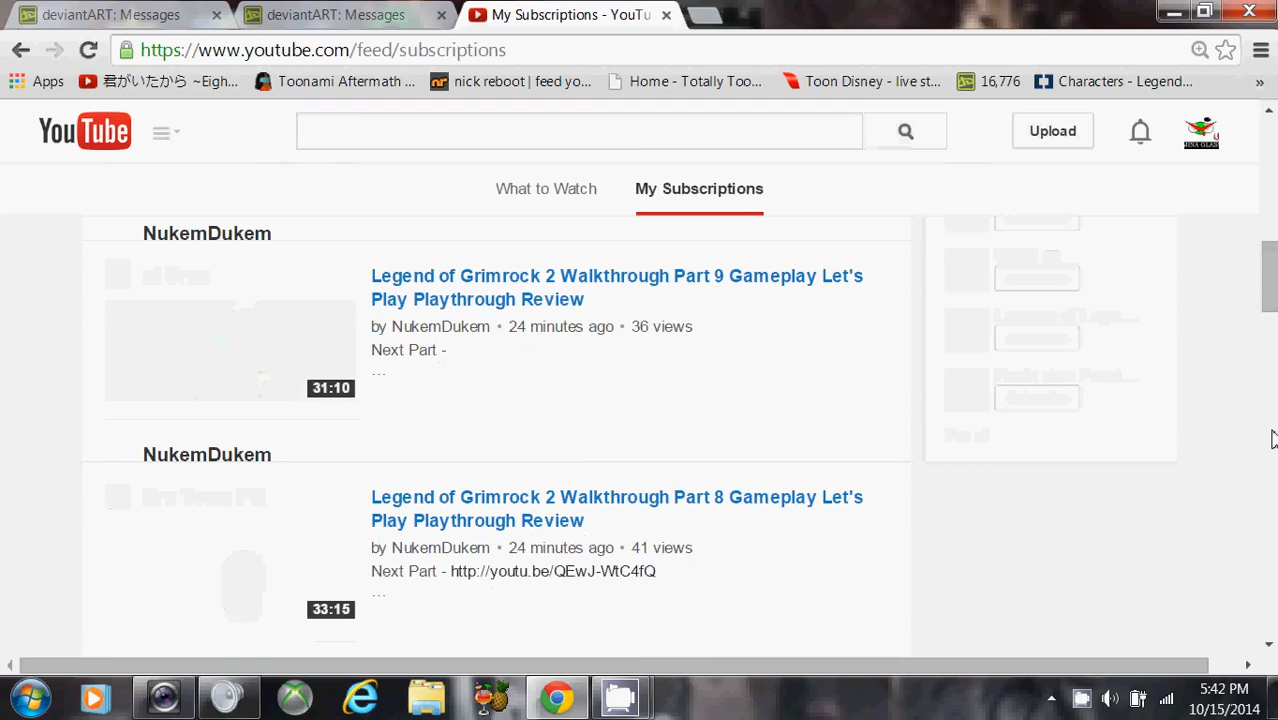 deviantART: Messages
deviantART: Messages
My Subscriptions - YouTu
https://www.youtube.com/feed/subscriptions
Apps
君がいたから ~Eigh...
Toonami Aftermath ...
nick reboot | feed yo...
Home - Totally Too...
Toon Disney - live st...
16,776
Characters - Legend...
»
YouTube
Upload
What to Watch
My Subscriptions
NukemDukem
Legend of Grimrock 2 Walkthrough Part 9 Gameplay Let's
Play Playthrough Review
by NukemDukem • 24 minutes ago • 36 views
Next Part -
...
31:10
NukemDukem
Legend of Grimrock 2 Walkthrough Part 8 Gameplay Let's
Play Playthrough Review
by NukemDukem • 24 minutes ago • 41 views
Next Part - http://youtu.be/QEwJ-WtC4fQ
...
33:15
5:42 PM
10/15/2014